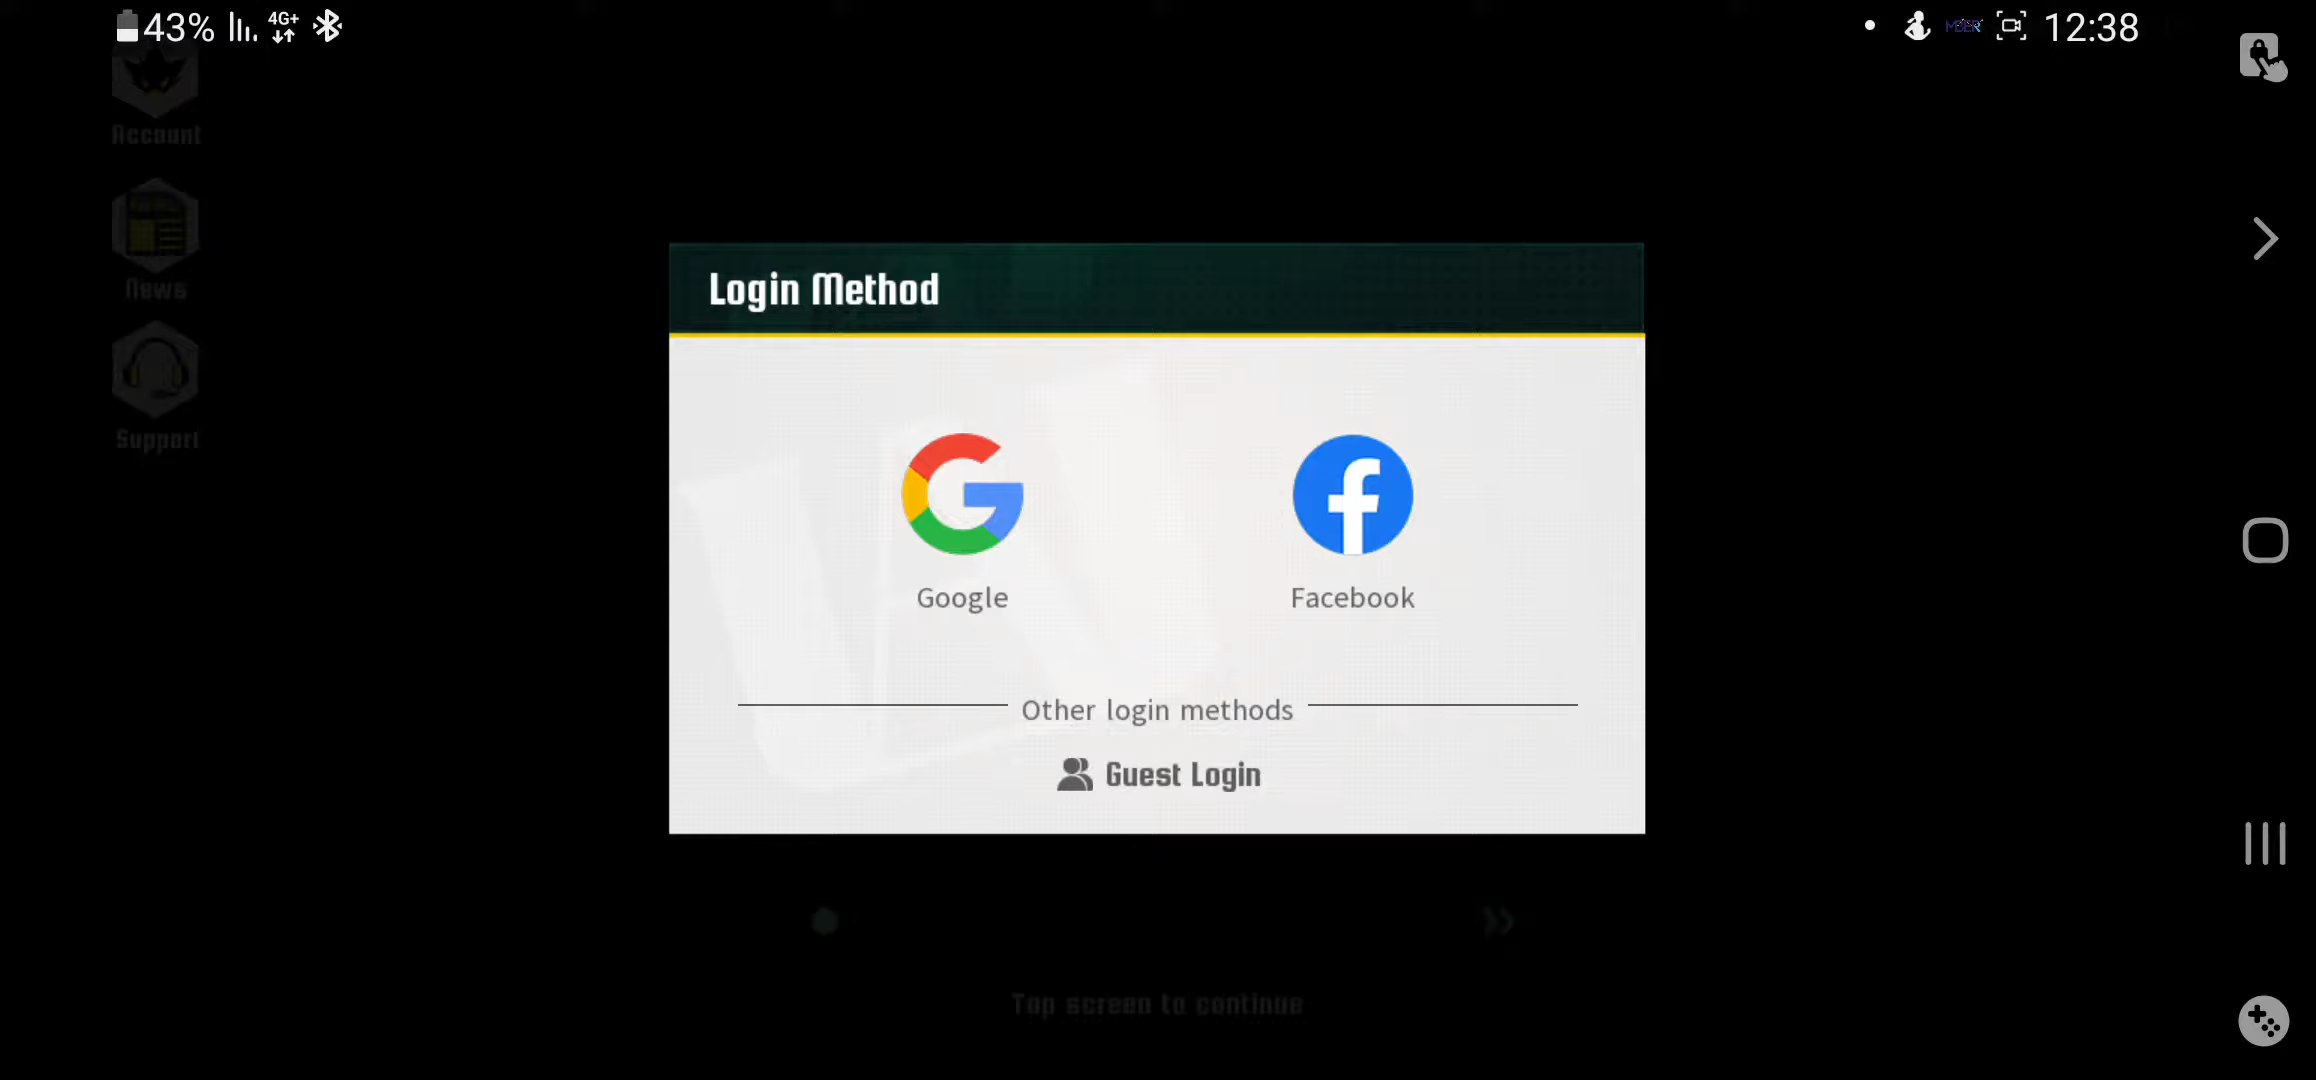 43% 4G+ 12:38
Account
News
Support
Login Method
Google
Facebook
Other login methods
Guest Login
Tap screen to continue